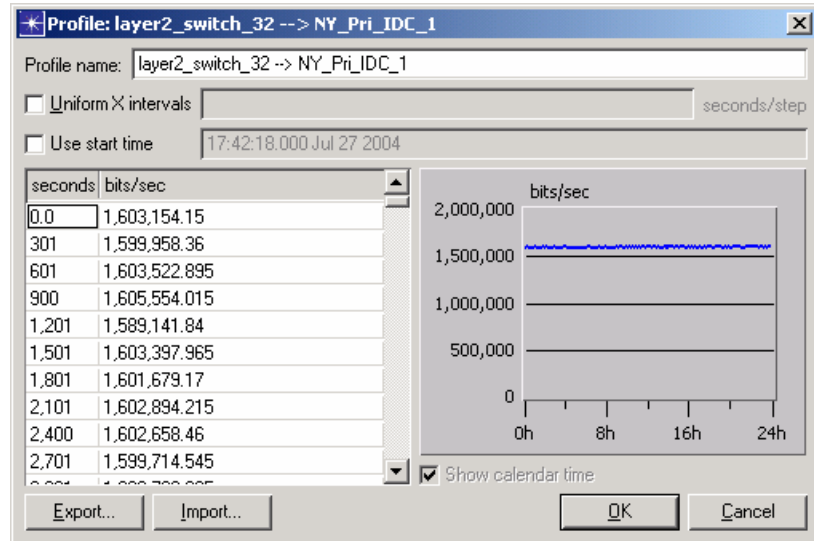 Profile: layer2_switch_32 --> NY_Pri_IDC_1
Profile name: layer2_switch_32 --> NY_Pri_IDC_1
Uniform X intervals seconds/step
Use start time 17:42:18.000 Jul 27 2004
seconds bits/sec
0.0 1,603,154.15
301 1,599,958.36
601 1,603,522.895
900 1,605,554.015
1,201 1,589,141.84
1,501 1,603,397.965
1,801 1,601,679.17
2,101 1,602,894.215
2,400 1,602,658.46
2,701 1,599,714.545
bits/sec
2,000,000
1,500,000
1,000,000
500,000
0
0h 8h 16h 24h
Show calendar time
Export... Import... OK Cancel